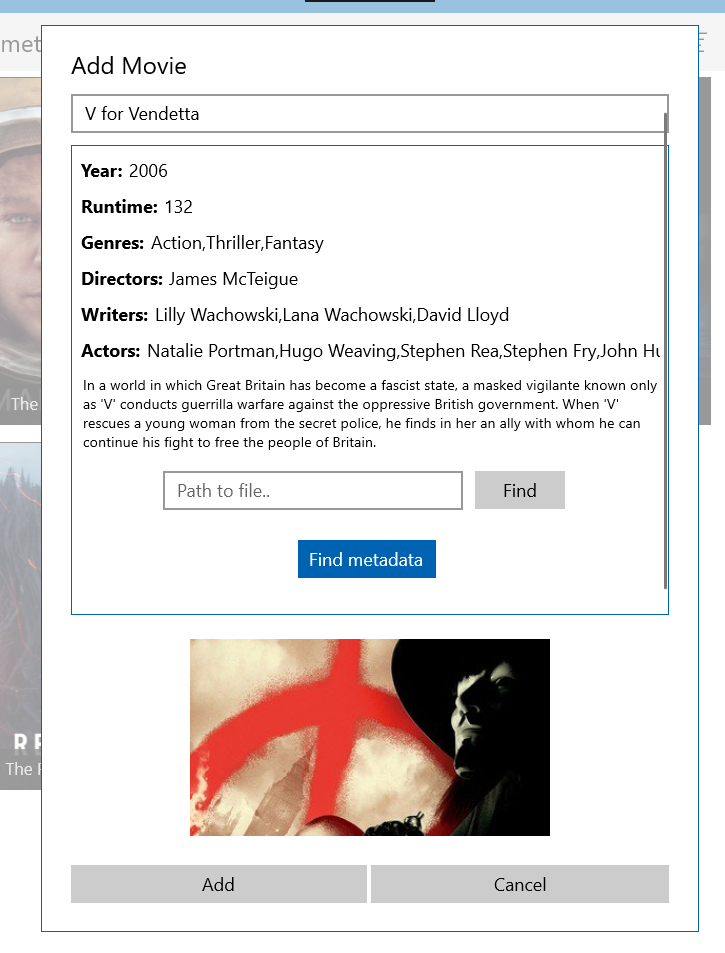 met
Add Movie
V for Vendetta
Year: 2006
Runtime: 132
Genres: Action,Thriller,Fantasy
Directors: James McTeigue
Writers: Lilly Wachowski,Lana Wachowski,David Lloyd
Actors: Natalie Portman,Hugo Weaving,Stephen Rea,Stephen Fry,John Hu
In a world in which Great Britain has become a fascist state, a masked vigilante known only
as 'V' conducts guerrilla warfare against the oppressive British government. When 'V'
rescues a young woman from the secret police, he finds in her an ally with whom he can
continue his fight to free the people of Britain.
The
Path to file..
Find
Find metadata
R
The
Add
Cancel